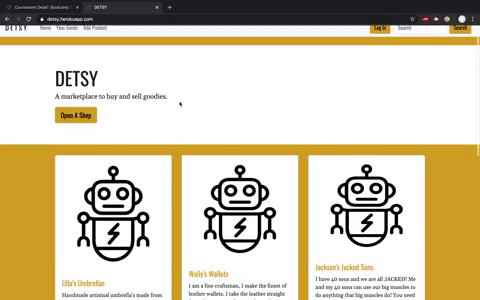 Coursework Detail | Bootcamp
DETSY
detsy.herokuapp.com
DETSY Home Your Goods Add Product Log In Search Search
DETSY
A marketplace to buy and sell goodies.
Open A Shop
Ulla's Umbrellas
Handmade artisnal umbrella's made from
Wally's Wallets
I am a fine craftman, I make the finest of
leather wallets. I take the leather straight
Jackson's Jacked Sons
I have 40 sons and we are all JACKED! Me
and my 40 sons can use our big muscles to
do anything that big muscles do! You need